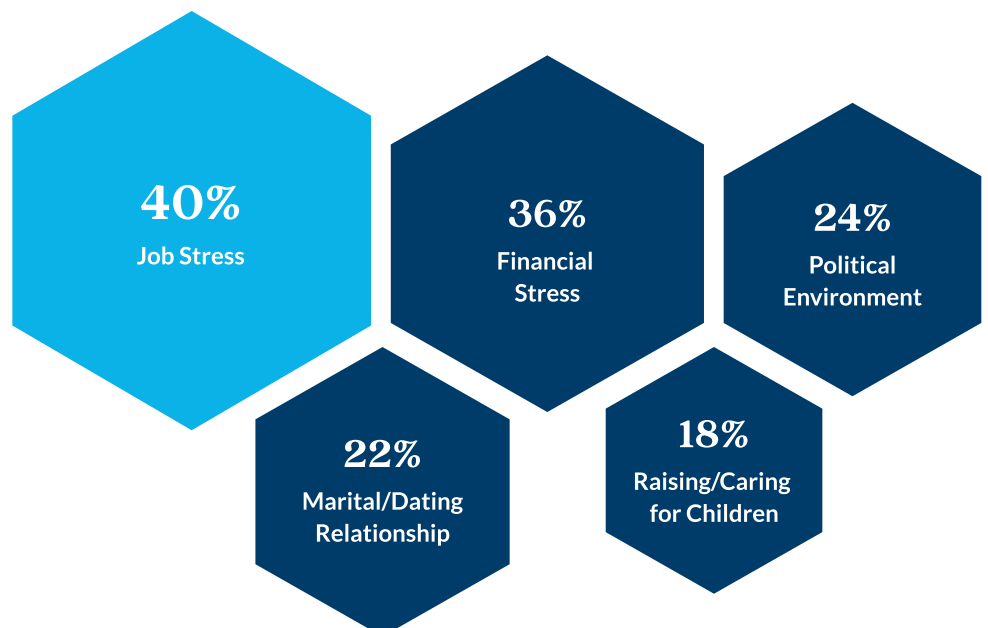 40%
Job Stress
36%
Financial
Stress
24%
Political
Environment
22%
Marital/Dating
Relationship
18%
Raising/Caring
for Children